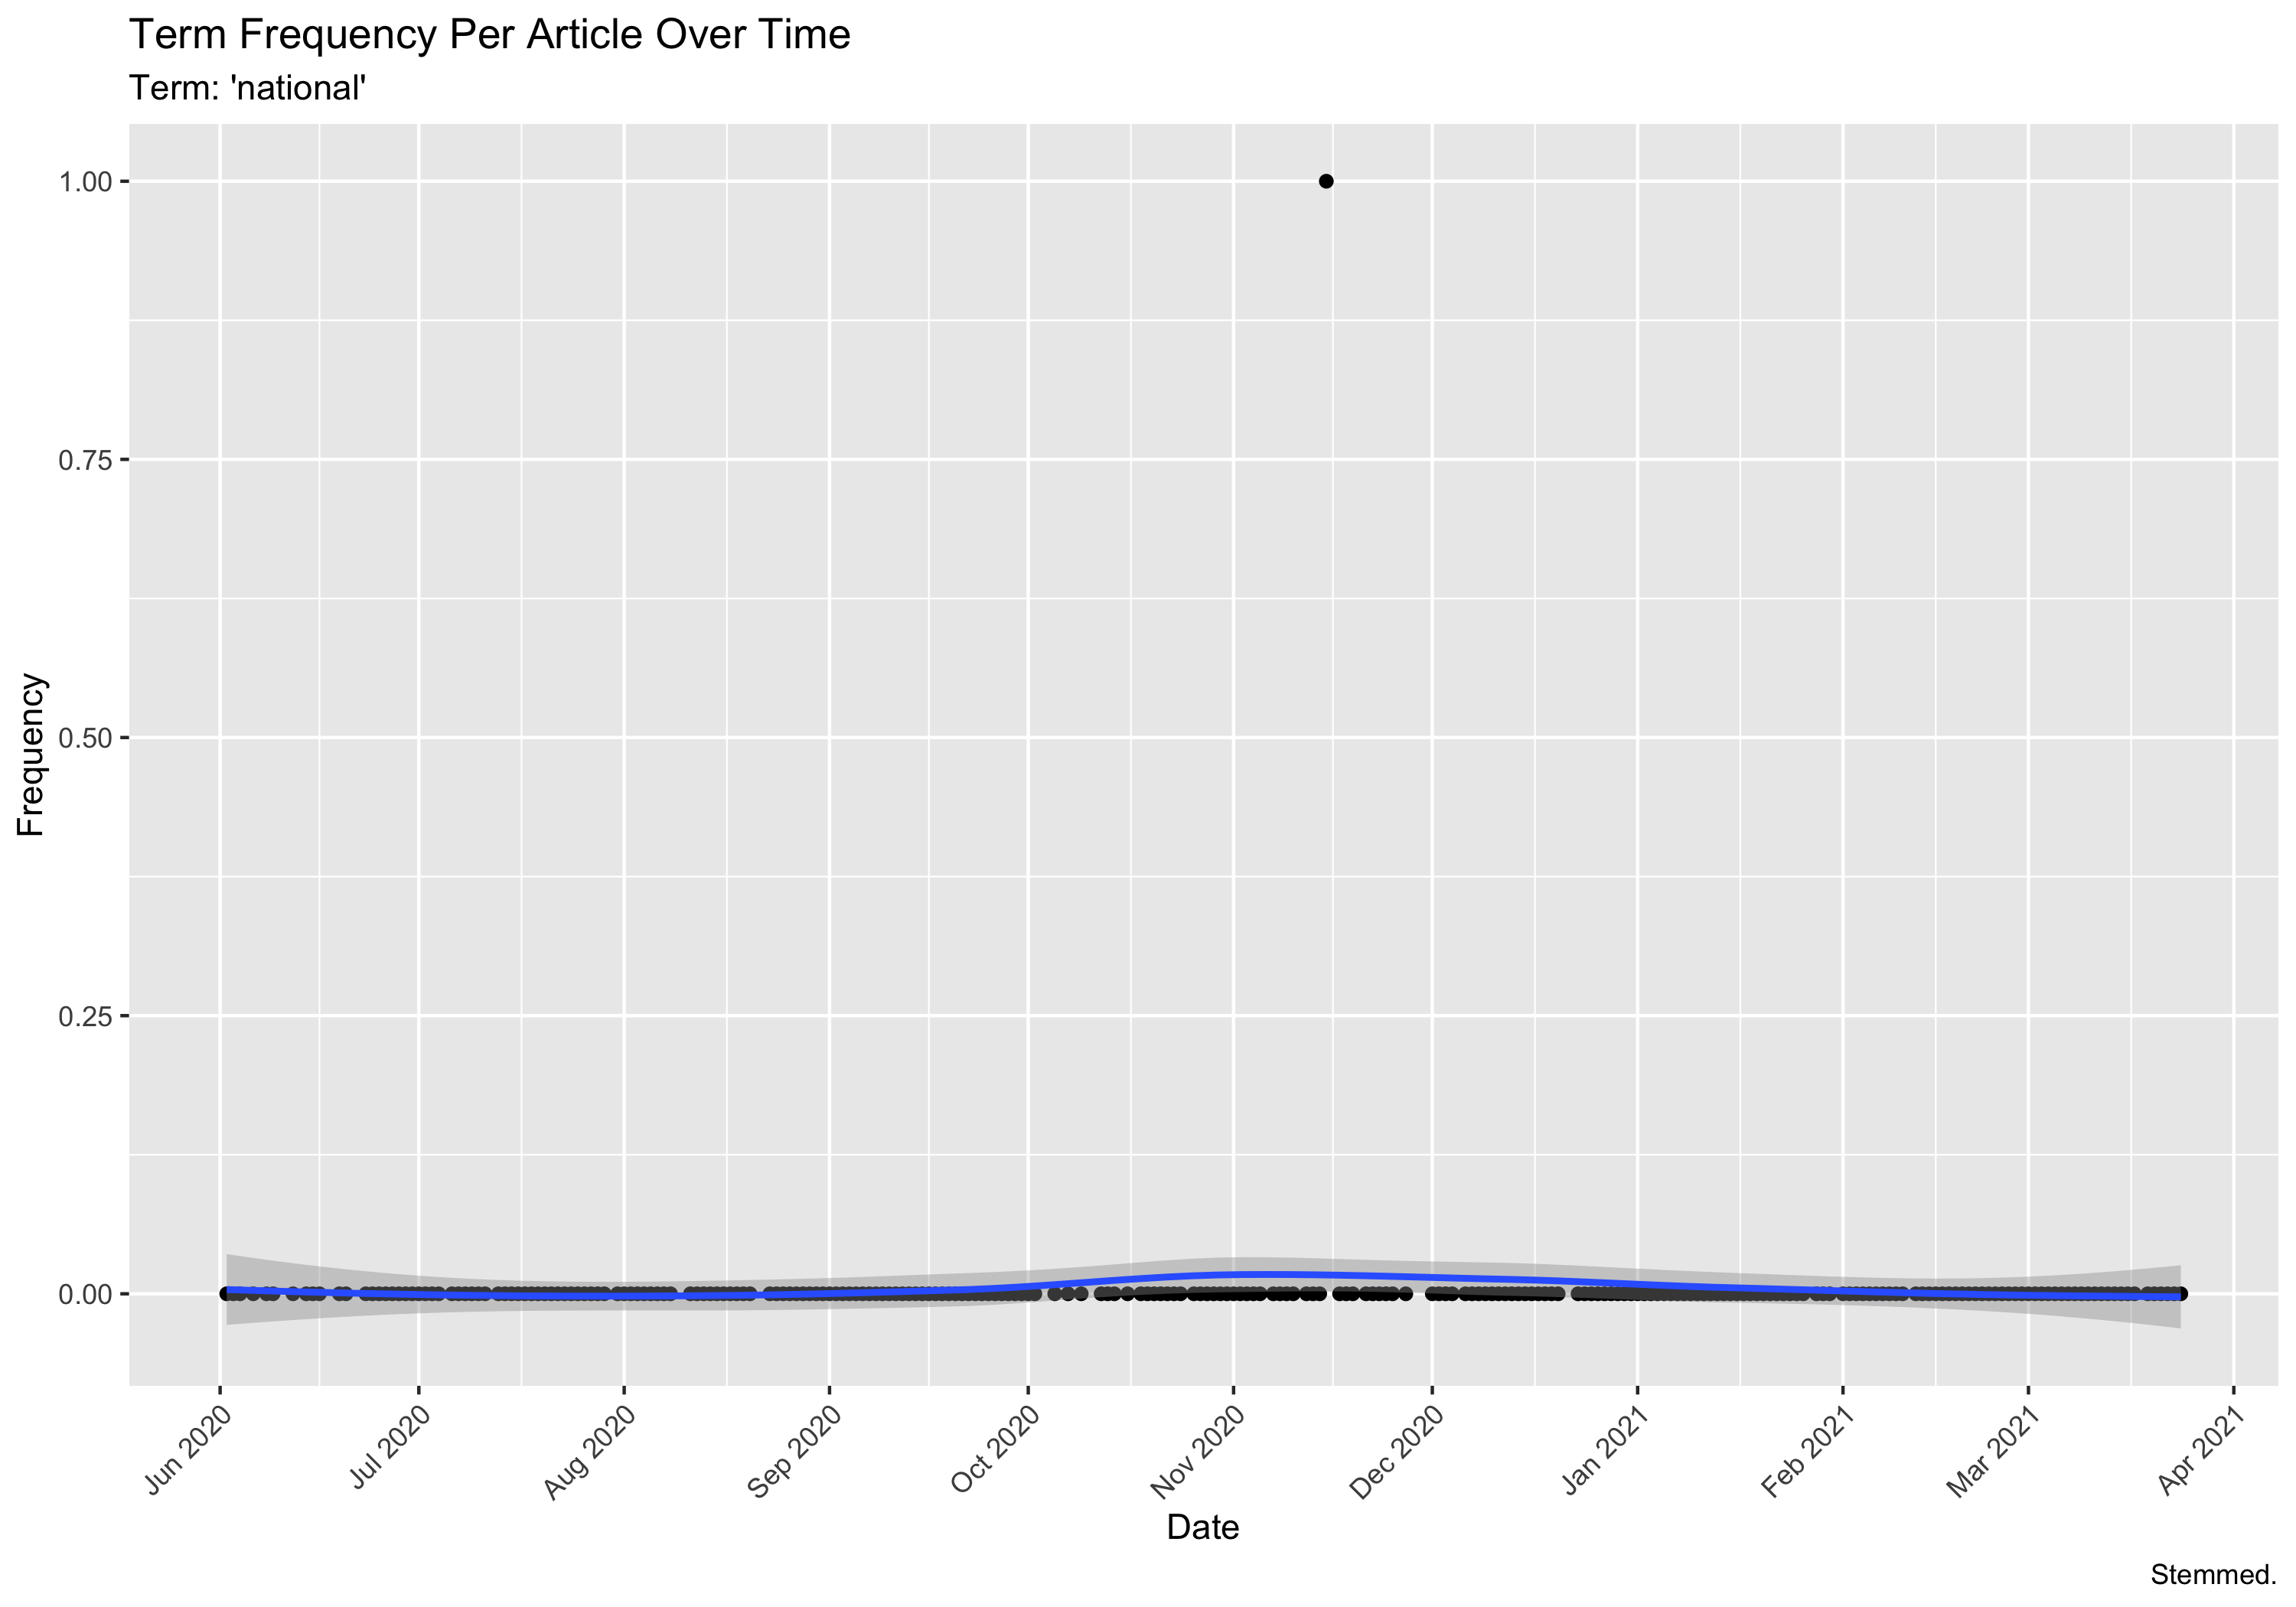 Term Frequency Per Article Over Time
Term: 'national'
Frequency
1.00
0.75
0.50
0.25
0.00
Jun 2020
Jul 2020
Aug 2020
Sep 2020
Oct 2020
Nov 2020
Dec 2020
Jan 2021
Feb 2021
Mar 2021
Apr 2021
Date
Stemmed.